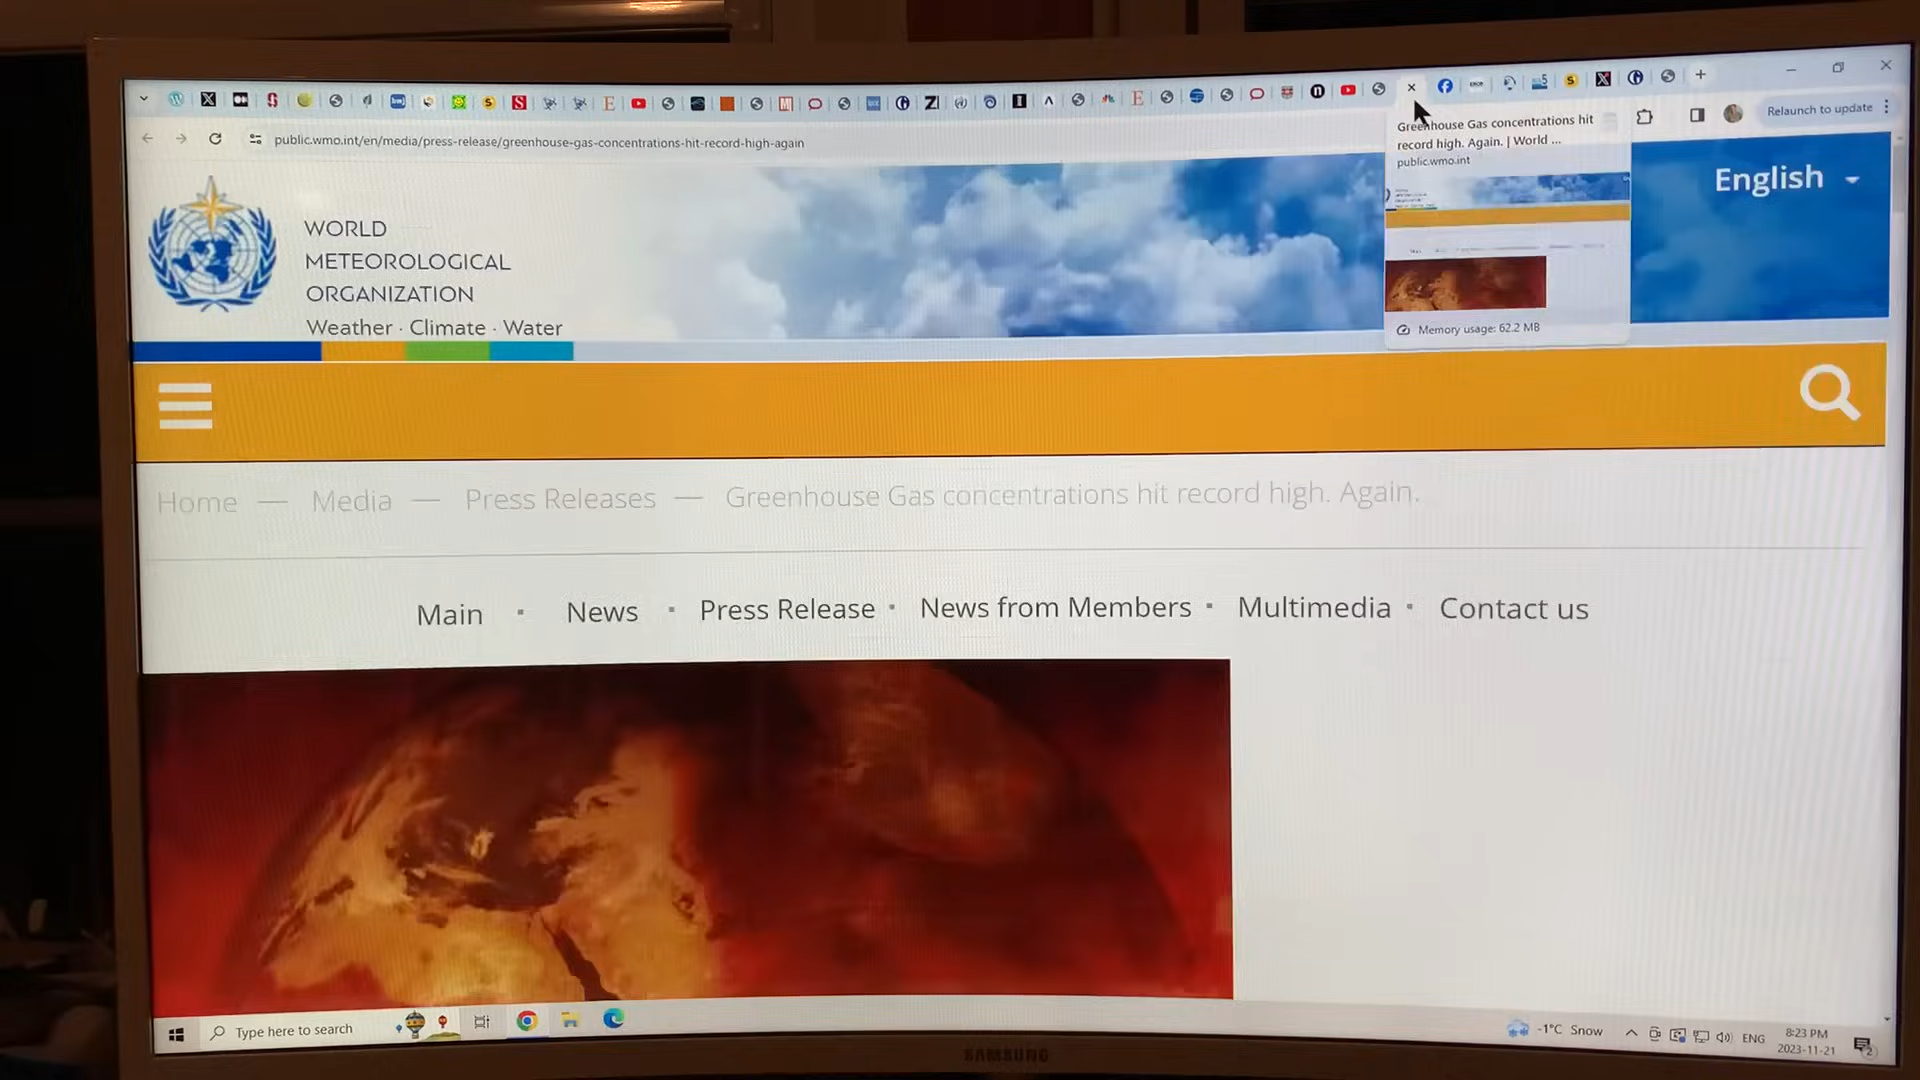 Relaunch to update
public.wmo.int/en/media/press-release/greenhouse-gas-concentrations-hit-record-high-again
Greenhouse Gas concentrations hit
record high. Again. | World ...
public.wmo.int
Memory usage: 62.2 MB
English
WORLD
METEOROLOGICAL
ORGANIZATION
Weather · Climate · Water
Home — Media — Press Releases — Greenhouse Gas concentrations hit record high. Again.
Main · News · Press Release · News from Members · Multimedia · Contact us
Type here to search
-1°C Snow
ENG
8:23 PM
2023-11-21
2
SAMSUNG